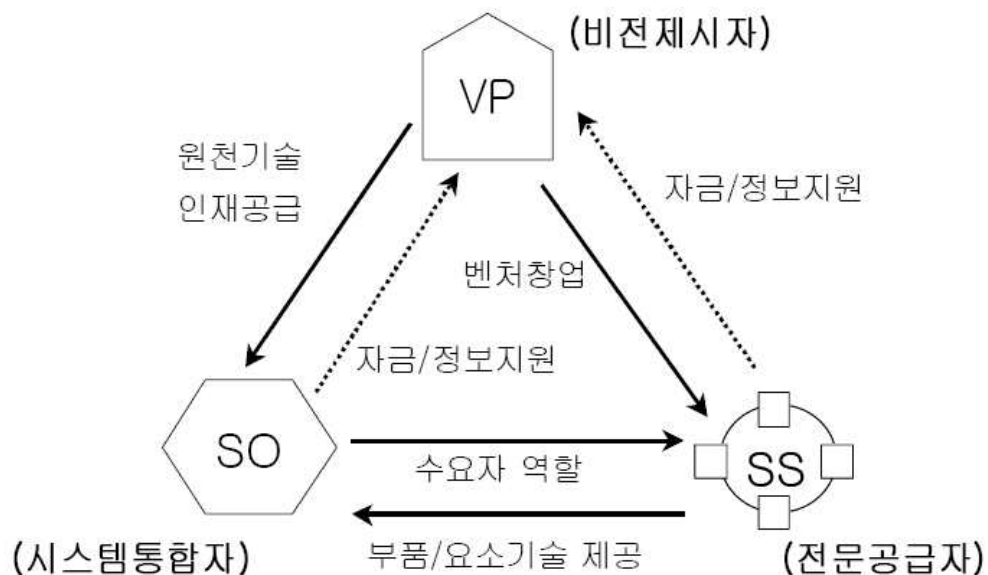 (비전제시자)
VP
원천기술
인재공급
자금/정보지원
벤처창업
자금/정보지원
SO
수요자 역할
SS
부품/요소기술 제공
(시스템통합자)
(전문공급자)